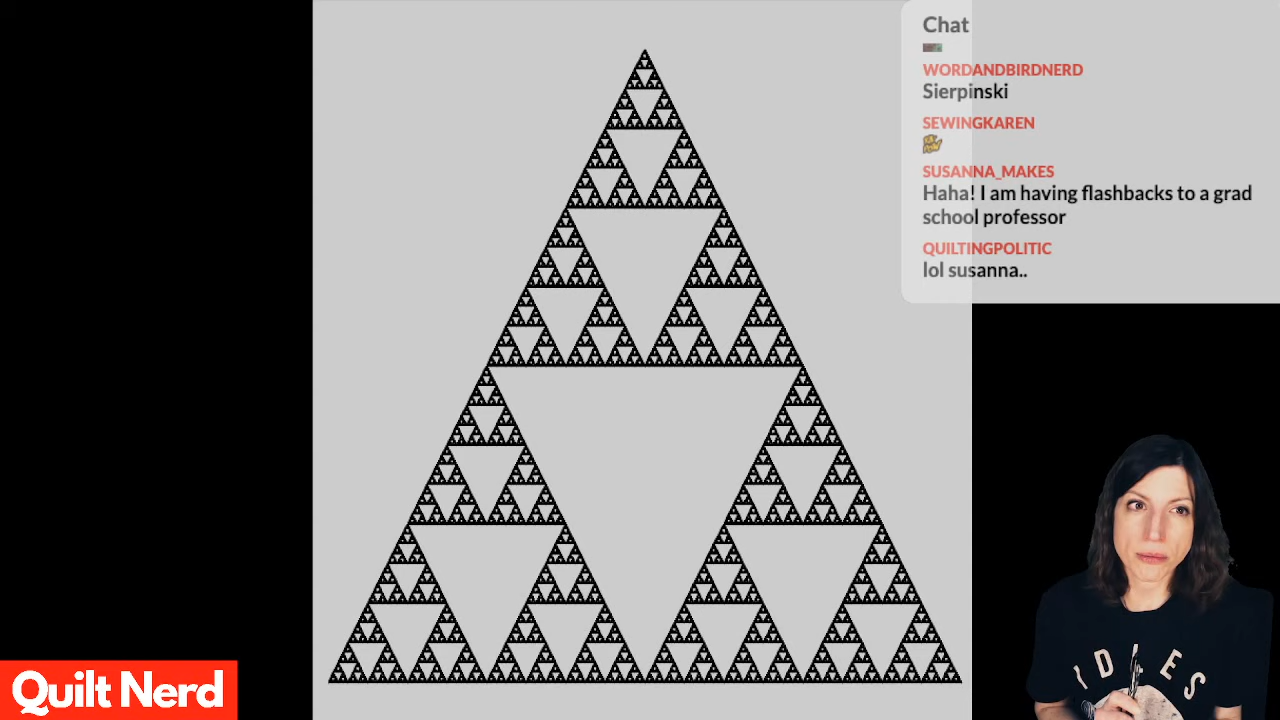 Chat
WORDANDBIRDNERD
Sierpinski
SEWINGKAREN
SUSANNA_MAKES
Haha! I am having flashbacks to a grad
school professor
QUILTINGPOLITIC
lol susanna..
Quilt Nerd